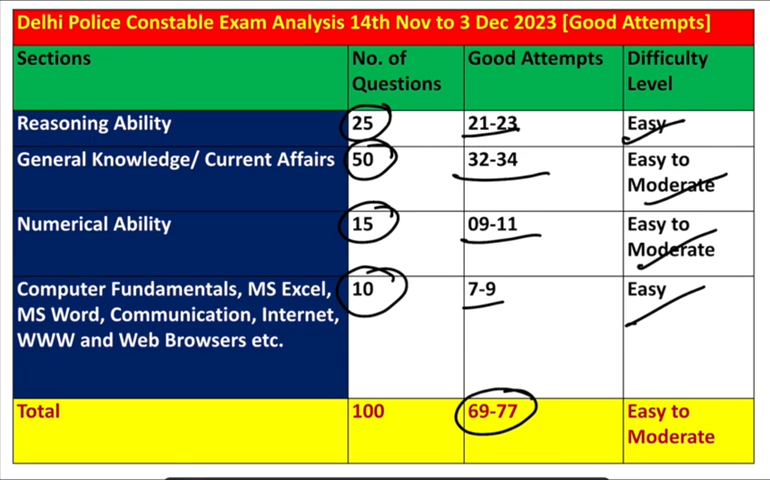 Delhi Police Constable Exam Analysis 14th Nov to 3 Dec 2023 [Good Attempts]
Sections
No. of
Questions
Good Attempts
Difficulty
Level
Reasoning Ability
25
21-23
Easy
General Knowledge/ Current Affairs
50
32-34
Easy to
Moderate
Numerical Ability
15
09-11
Easy to
Moderate
Computer Fundamentals, MS Excel,
MS Word, Communication, Internet,
WWW and Web Browsers etc.
10
7-9
Easy
Total
100
69-77
Easy to
Moderate